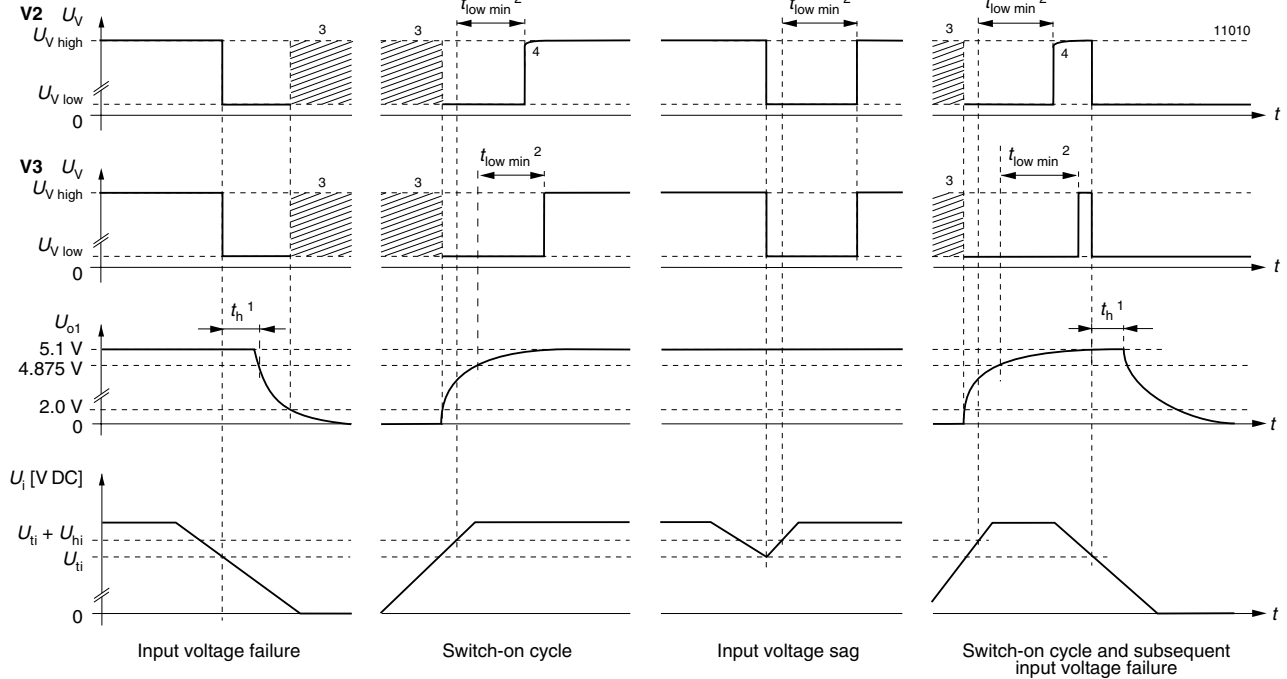 V2 U_V
t_low min 2
t_low min 2
t_low min 2
U_V high
3
3
4
3
4
11010
U_V low
0
t
V3 U_V
t_low min 2
t_low min 2
U_V high
3
3
3
U_V low
0
t
U_o1
t_h 1
t_h 1
5.1 V
4.875 V
2.0 V
0
t
U_i [V DC]
U_ti + U_hi
U_ti
0
t
Input voltage failure
Switch-on cycle
Input voltage sag
Switch-on cycle and subsequent
input voltage failure